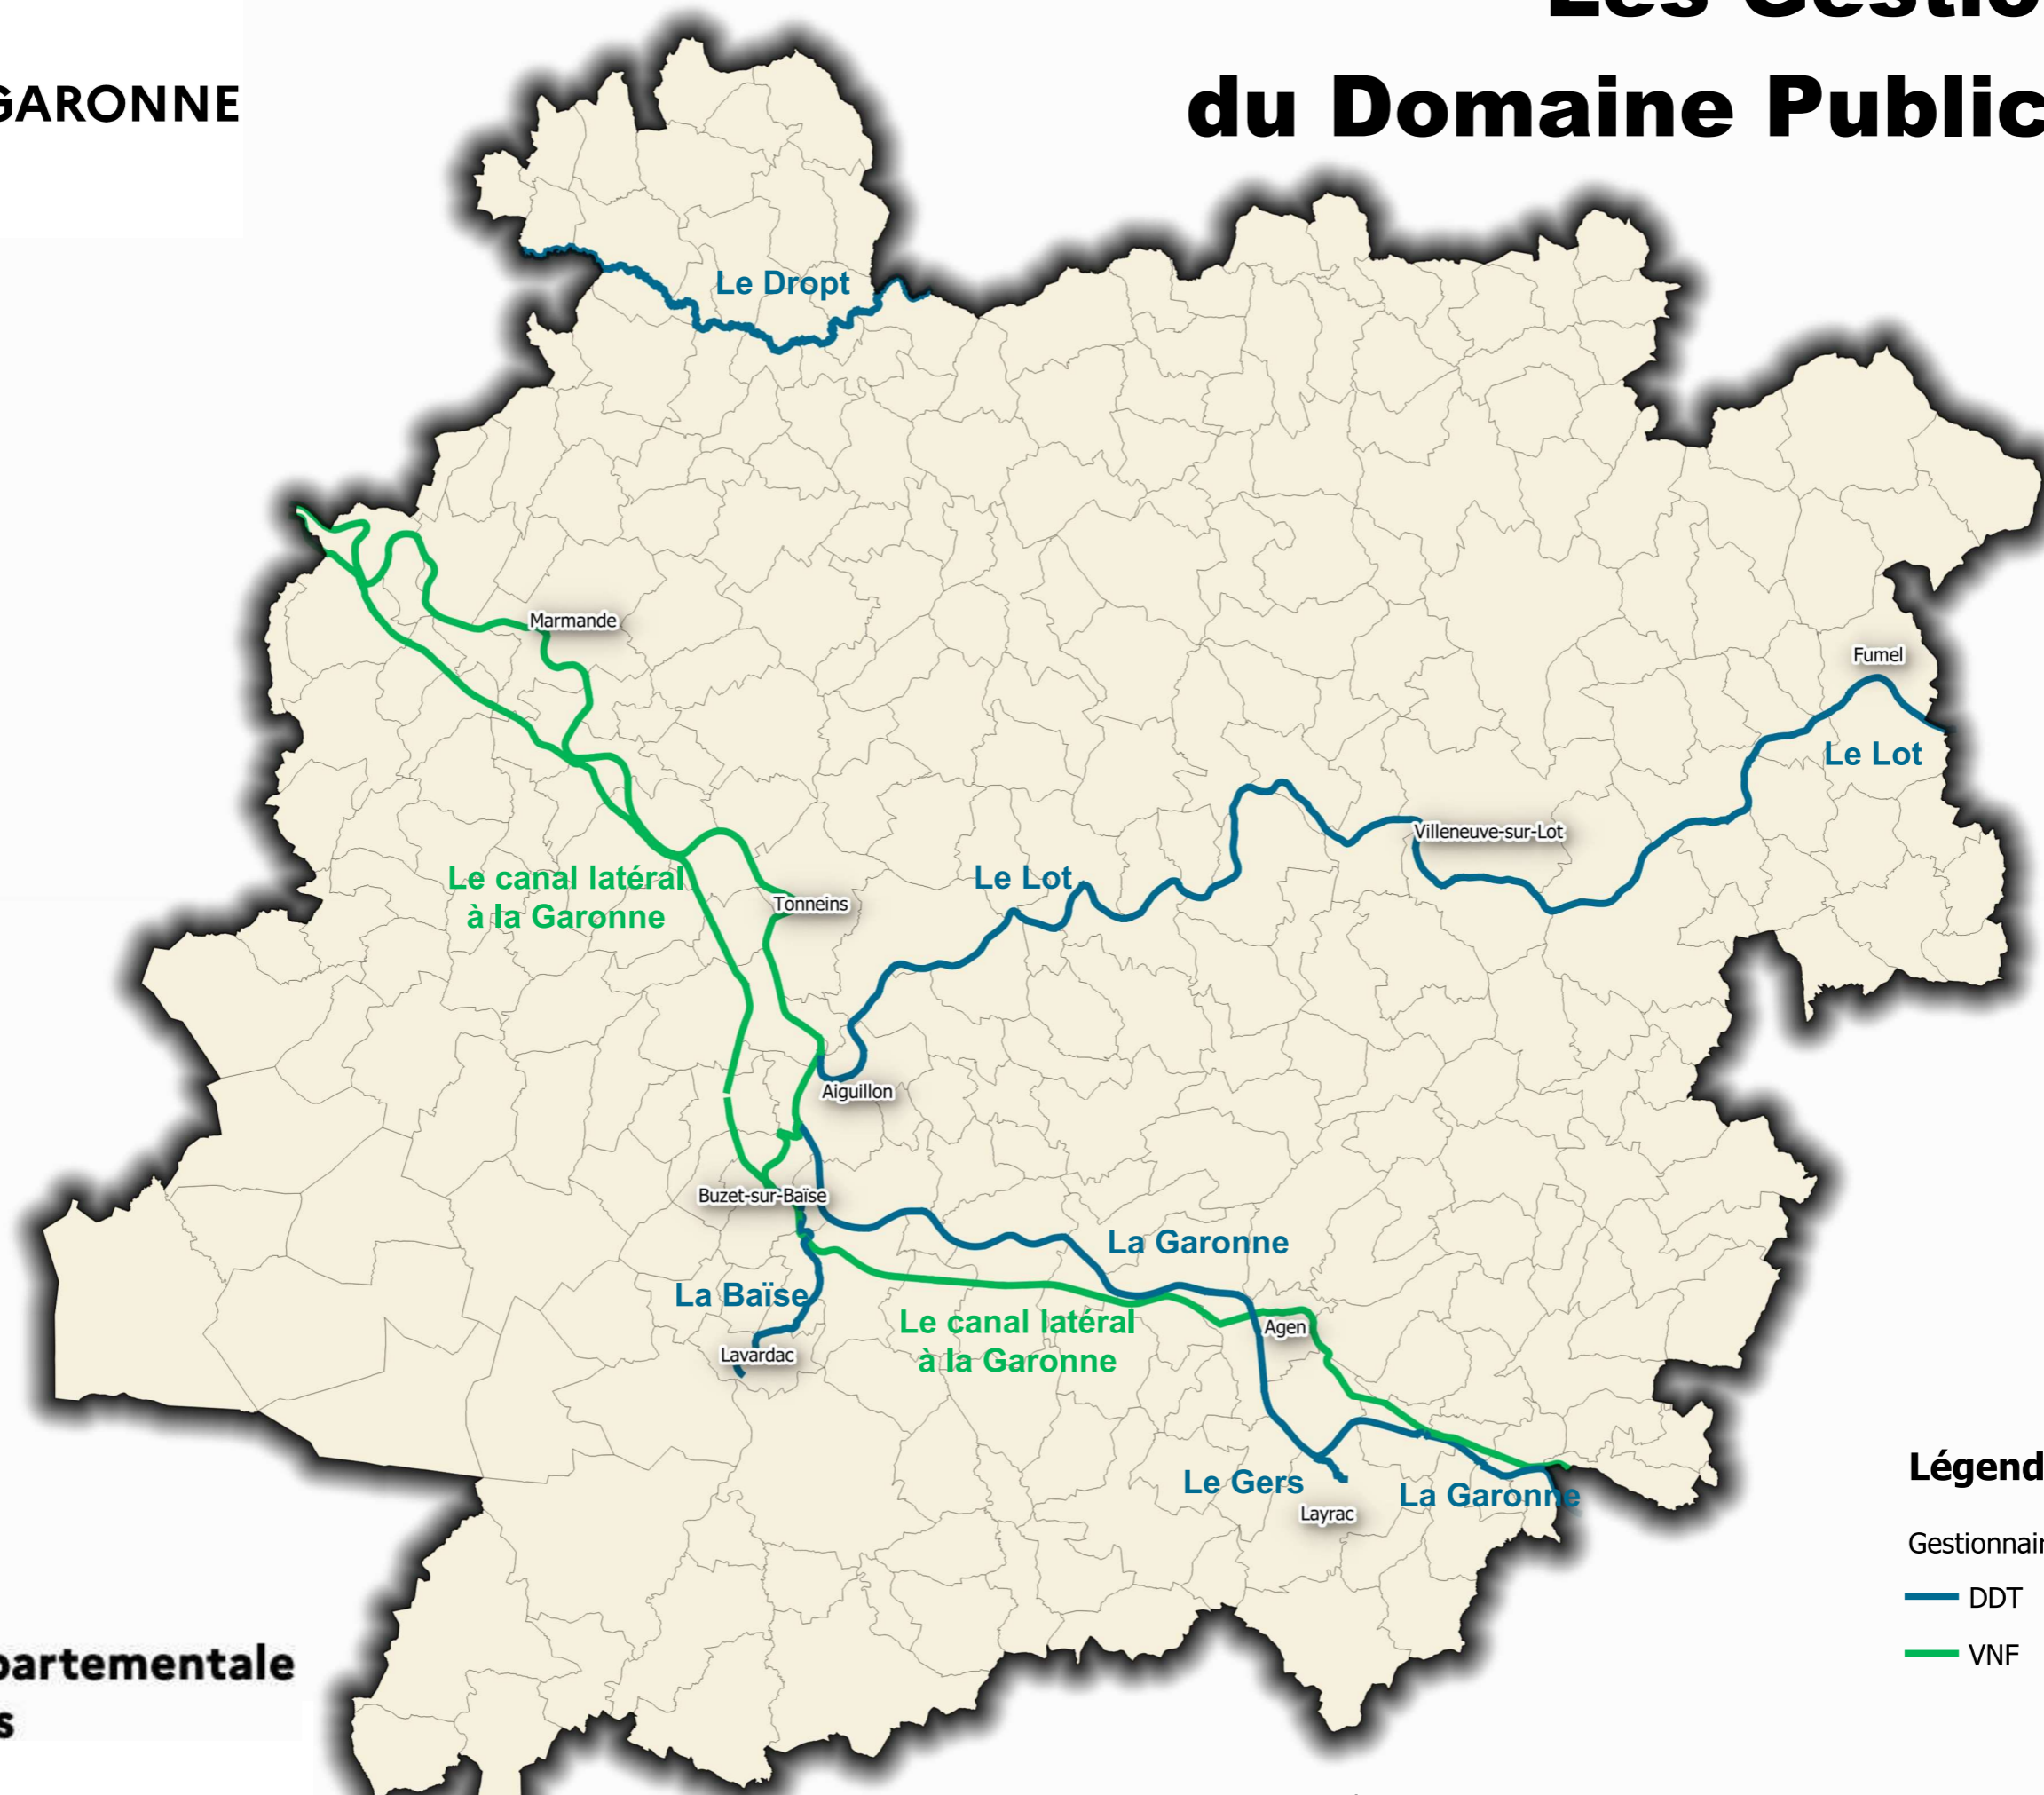 GARONNE
du Domaine Public
Le Dropt
Marmande
Fumel
Le Lot
Villeneuve-sur-Lot
Le canal latéral
à la Garonne
Le Lot
Tonneins
Aiguillon
Buzet-sur-Baïse
La Garonne
La Baïse
Le canal latéral
à la Garonne
Agen
Lavardac
Le Gers
Layrac
La Garonne
Légend
Gestionnair
DDT
VNF
partementale
s